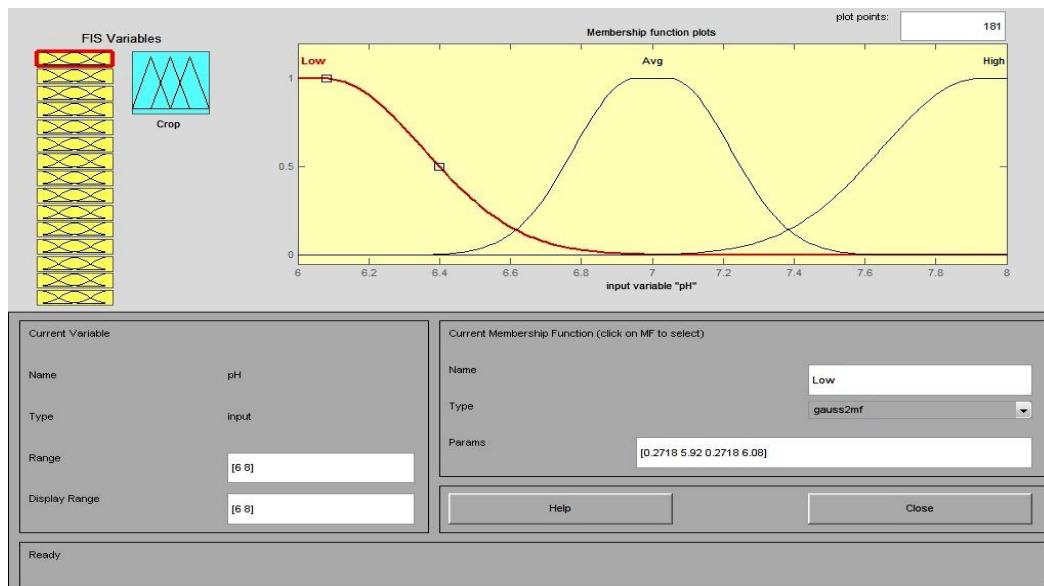 plot points:
181
FIS Variables
Membership function plots
Crop
Low
Avg
High
1
0.5
0
6
6.2
6.4
6.6
6.8
7
7.2
7.4
7.6
7.8
8
input variable "pH"
Current Variable
Name
pH
Type
input
Range
[6 8]
Display Range
[6 8]
Current Membership Function (click on MF to select)
Name
Low
Type
gauss2mf
Params
[0.2718 5.92 0.2718 6.08]
Help
Close
Ready